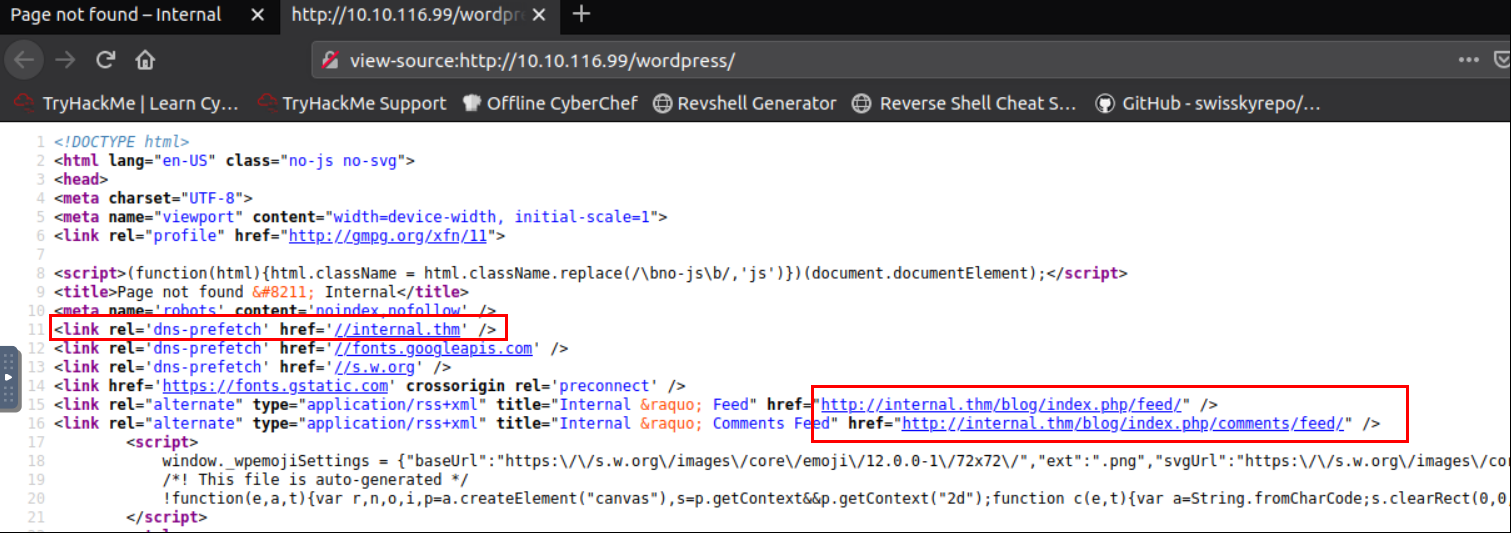 Page not found – Internal × http://10.10.116.99/wordpre × +
view-source:http://10.10.116.99/wordpress/
TryHackMe | Learn Cy... TryHackMe Support Offline CyberChef Revshell Generator Reverse Shell Cheat S... GitHub - swisskyrepo/...
1 <!DOCTYPE html>
2 <html lang="en-US" class="no-js no-svg">
3 <head>
4 <meta charset="UTF-8">
5 <meta name="viewport" content="width=device-width, initial-scale=1">
6 <link rel="profile" href="http://gmpg.org/xfn/11">
7
8 <script>(function(html){html.className = html.className.replace(/\bno-js\b/,'js')})(document.documentElement);</script>
9 <title>Page not found &#8211; Internal</title>
10 <meta name='robots' content='noindex,nofollow' />
11 <link rel='dns-prefetch' href='//internal.thm' />
12 <link rel='dns-prefetch' href='//fonts.googleapis.com' />
13 <link rel='dns-prefetch' href='//s.w.org' />
14 <link href='https://fonts.gstatic.com' crossorigin rel='preconnect' />
15 <link rel="alternate" type="application/rss+xml" title="Internal &raquo; Feed" href="http://internal.thm/blog/index.php/feed/" />
16 <link rel="alternate" type="application/rss+xml" title="Internal &raquo; Comments Feed" href="http://internal.thm/blog/index.php/comments/feed/" />
17 <script>
18 window._wpemojiSettings = {"baseUrl":"https:\/\/s.w.org\/images\/core\/emoji\/12.0.0-1\/72x72\/","ext":".png","svgUrl":"https:\/\/s.w.org\/images\/cor
19 /*! This file is auto-generated */
20 !function(e,a,t){var r,n,o,i,p=a.createElement("canvas"),s=p.getContext&&p.getContext("2d");function c(e,t){var a=String.fromCharCode;s.clearRect(0,0,
21 </script>